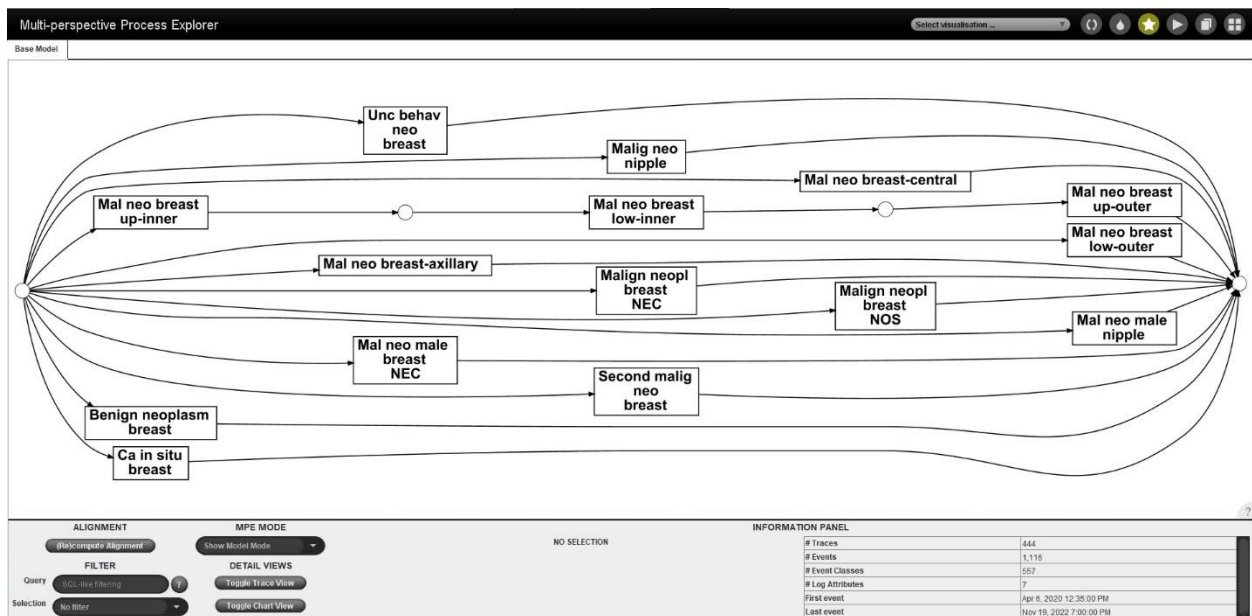 Multi-perspective Process Explorer
Select visualisation ...
Base Model
Unc behav
neo
breast
Malig neo
nipple
Mal neo breast-central
Mal neo breast
up-inner
Mal neo breast
low-inner
Mal neo breast
up-outer
Mal neo breast
low-outer
Mal neo breast-axillary
Malign neopl
breast
NEC
Malign neopl
breast
NOS
Mal neo male
nipple
Mal neo male
breast
NEC
Second malig
neo
breast
Benign neoplasm
breast
Ca in situ
breast
?
ALIGNMENT
(Re)compute Alignment
FILTER
Query
SQL-like filtering
?
Selection
No filter
MPE MODE
Show Model Mode
DETAIL VIEWS
Toggle Trace View
Toggle Chart View
NO SELECTION
INFORMATION PANEL
# Traces 444
# Events 1,116
# Event Classes 557
# Log Attributes 7
First event Apr 6, 2020 12:35:00 PM
Last event Nov 19, 2022 7:00:00 PM